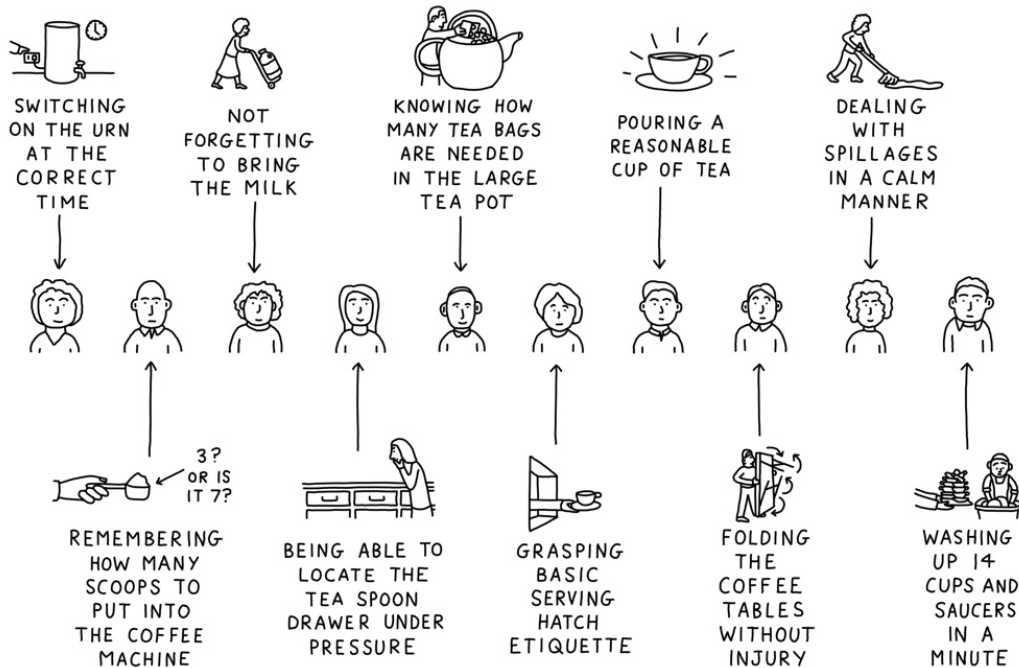 SWITCHING
ON THE URN
AT THE
CORRECT
TIME
NOT
FORGETTING
TO BRING
THE MILK
KNOWING HOW
MANY TEA BAGS
ARE NEEDED
IN THE LARGE
TEA POT
POURING A
REASONABLE
CUP OF TEA
DEALING
WITH
SPILLAGES
IN A CALM
MANNER
3?
OR IS
IT 7?
REMEMBERING
HOW MANY
SCOOPS TO
PUT INTO
THE COFFEE
MACHINE
BEING ABLE TO
LOCATE THE
TEA SPOON
DRAWER UNDER
PRESSURE
GRASPING
BASIC
SERVING
HATCH
ETIQUETTE
FOLDING
THE
COFFEE
TABLES
WITHOUT
INJURY
WASHING
UP 14
CUPS AND
SAUCERS
IN A
MINUTE